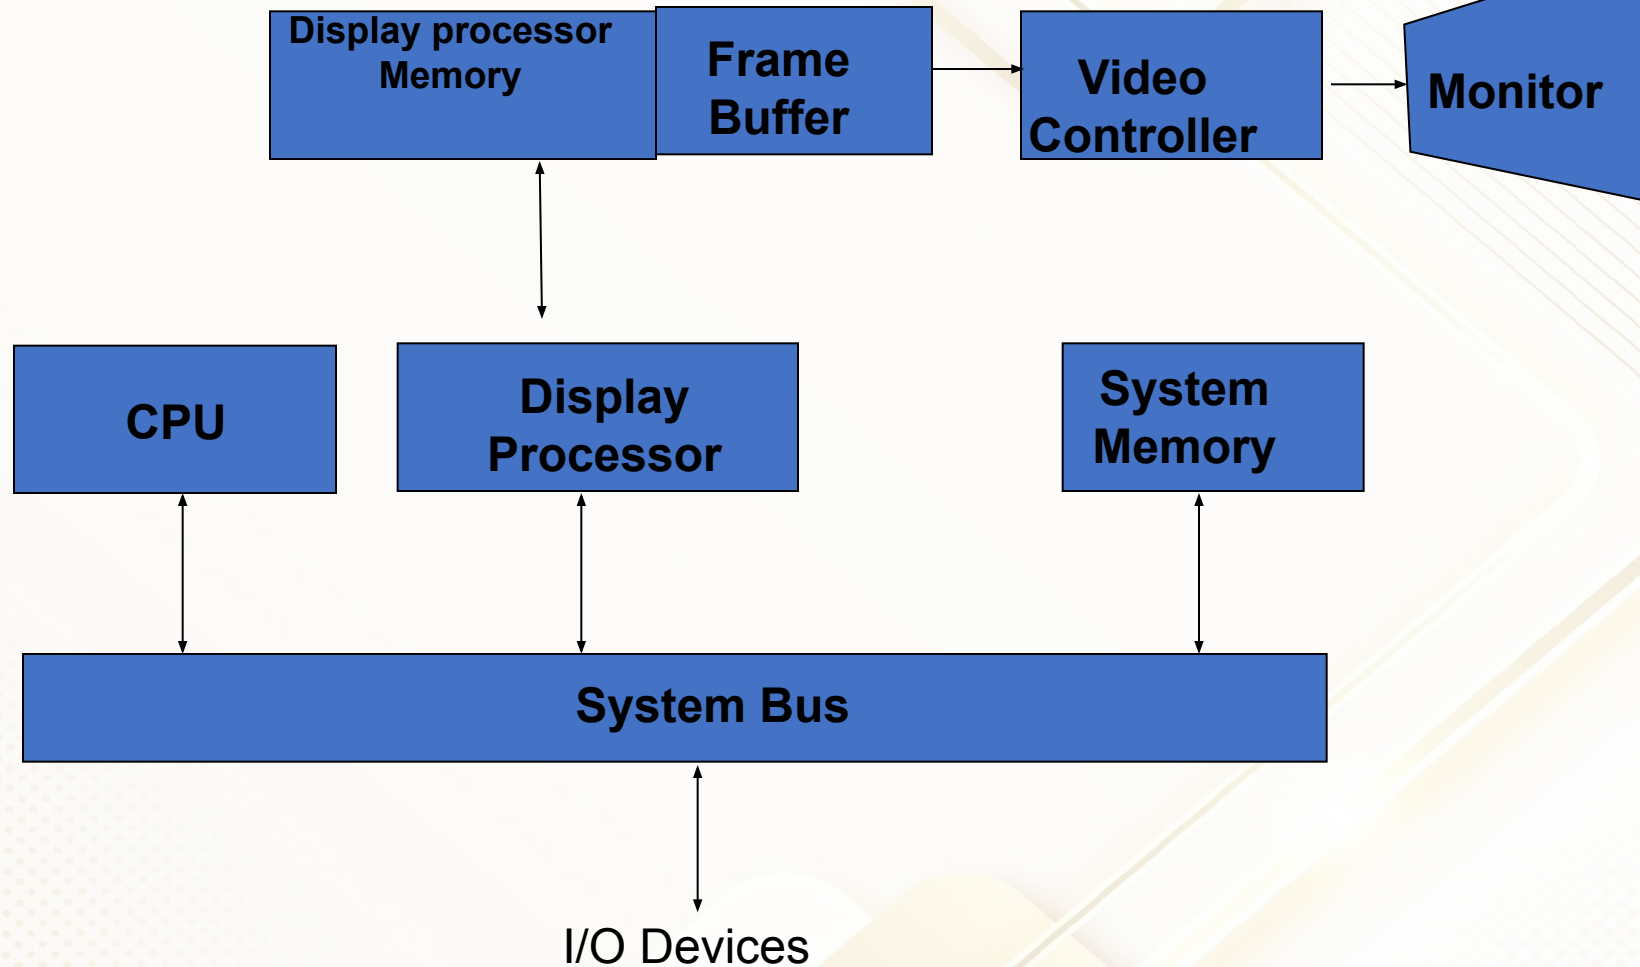 Display processor
Memory
Frame
Buffer
Video
Controller
Monitor
CPU
Display
Processor
System
Memory
System Bus
I/O Devices